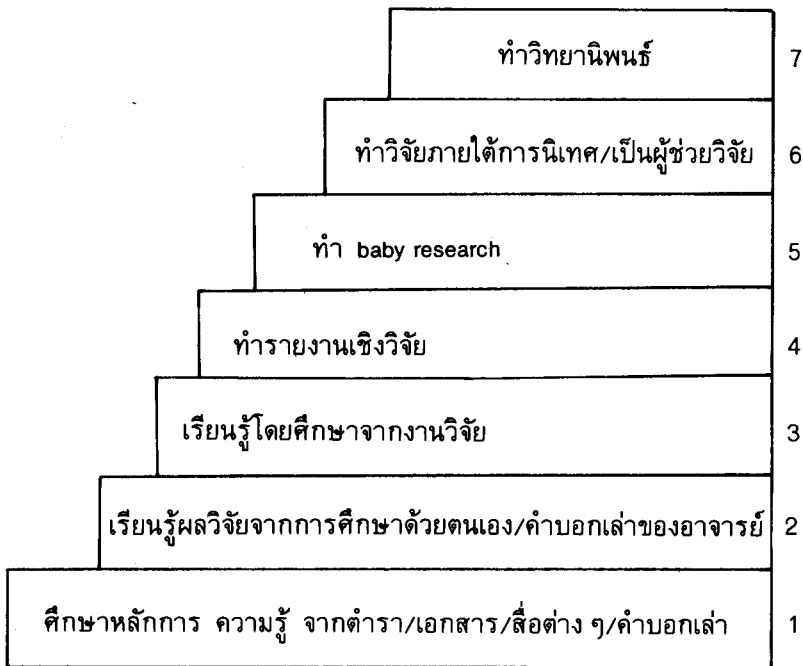 ทำวิทยานิพนธ์ 7
ทำวิจัยภายใต้การนิเทศ/เป็นผู้ช่วยวิจัย 6
ทำ baby research 5
ทำรายงานเชิงวิจัย 4
เรียนรู้โดยศึกษาจากงานวิจัย 3
เรียนรู้ผลวิจัยจากการศึกษาด้วยตนเอง/คำบอกเล่าของอาจารย์ 2
ศึกษาหลักการ ความรู้ จากตำรา/เอกสาร/สื่อต่าง ๆ/คำบอกเล่า 1